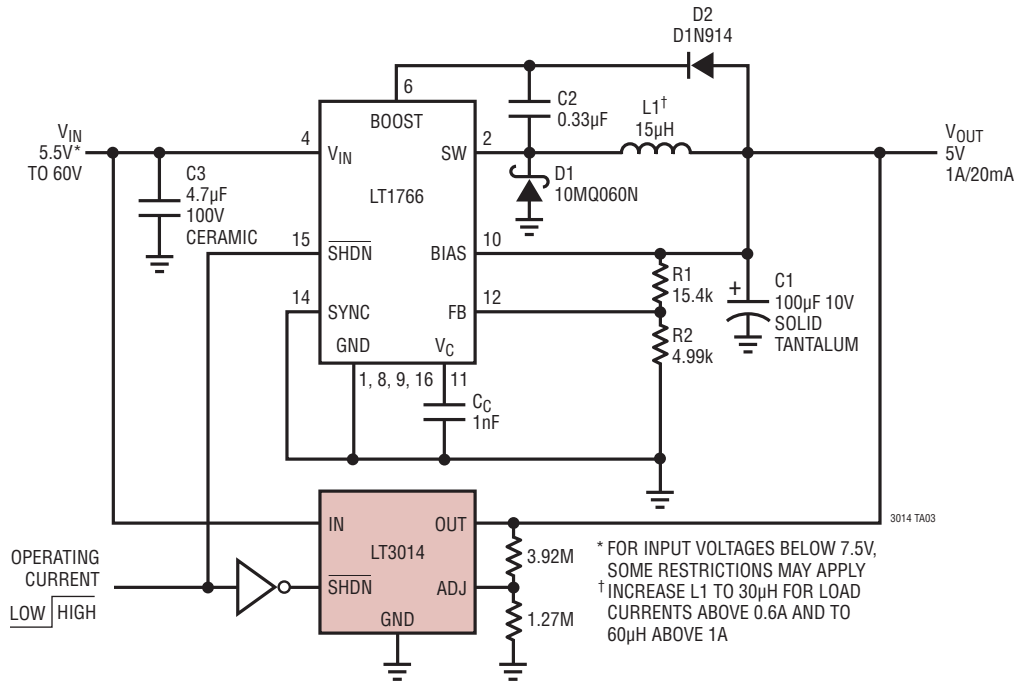 D2
D1N914
6
BOOST
C2
0.33µF
L1†
15µH
VIN
5.5V*
TO 60V
4
VIN
SW
2
VOUT
5V
1A/20mA
C3
4.7µF
100V
CERAMIC
LT1766
D1
10MQ060N
15
SHDN
BIAS
10
R1
15.4k
14
SYNC
FB
12
+
C1
100µF 10V
SOLID
TANTALUM
R2
4.99k
GND
VC
1, 8, 9, 16
11
CC
1nF
IN
OUT
3014 TA03
LT3014
3.92M
OPERATING
CURRENT
LOW HIGH
SHDN
ADJ
GND
1.27M
* FOR INPUT VOLTAGES BELOW 7.5V,
SOME RESTRICTIONS MAY APPLY
† INCREASE L1 TO 30µH FOR LOAD
CURRENTS ABOVE 0.6A AND TO
60µH ABOVE 1A